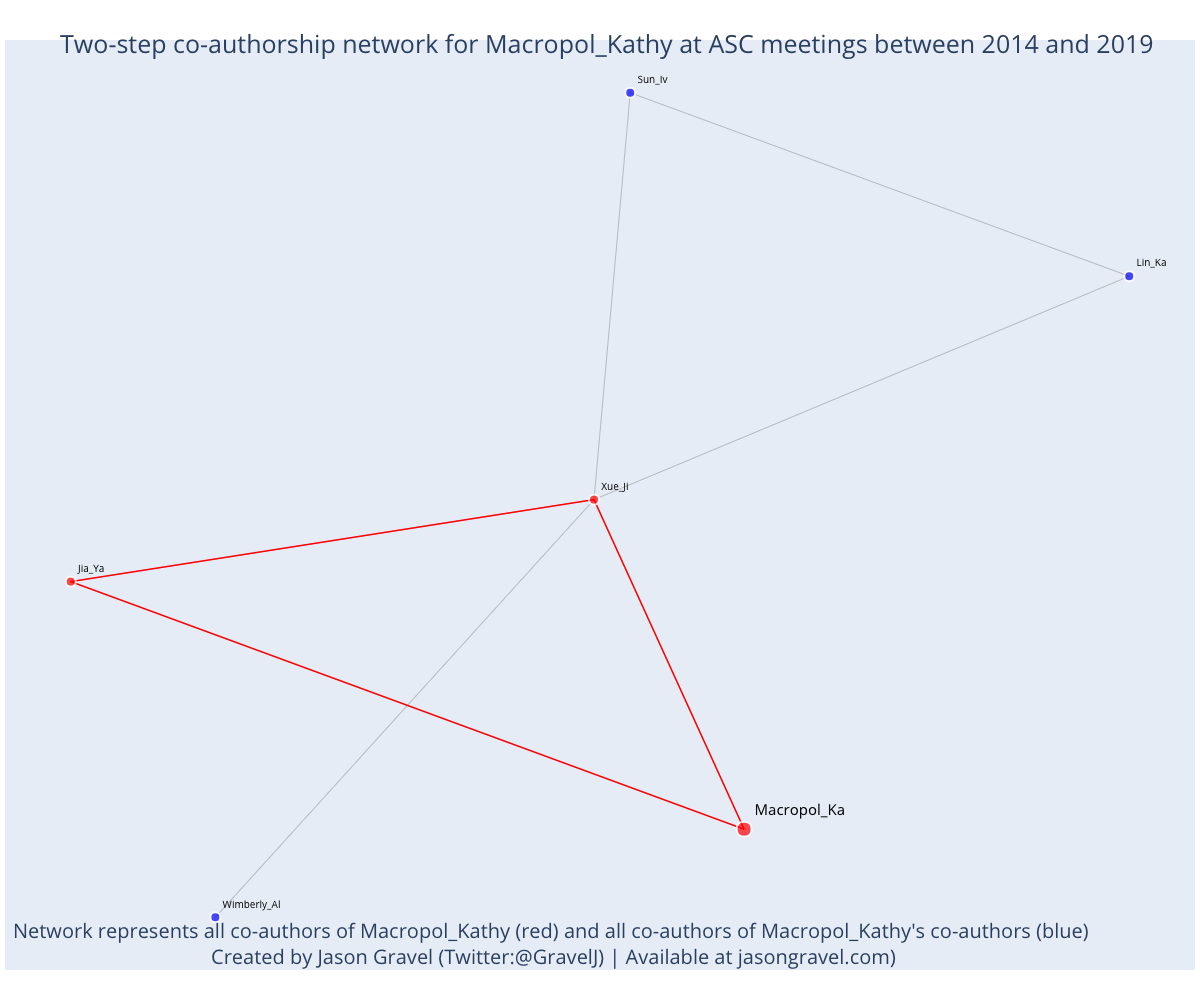 Two-step co-authorship network for Macropol_Kathy at ASC meetings between 2014 and 2019
Sun_Iv
Lin_Ka
Xue_Ji
Jia_Ya
Macropol_Ka
Wimberly_Al
Network represents all co-authors of Macropol_Kathy (red) and all co-authors of Macropol_Kathy's co-authors (blue)
Created by Jason Gravel (Twitter:@GravelJ) | Available at jasongravel.com)